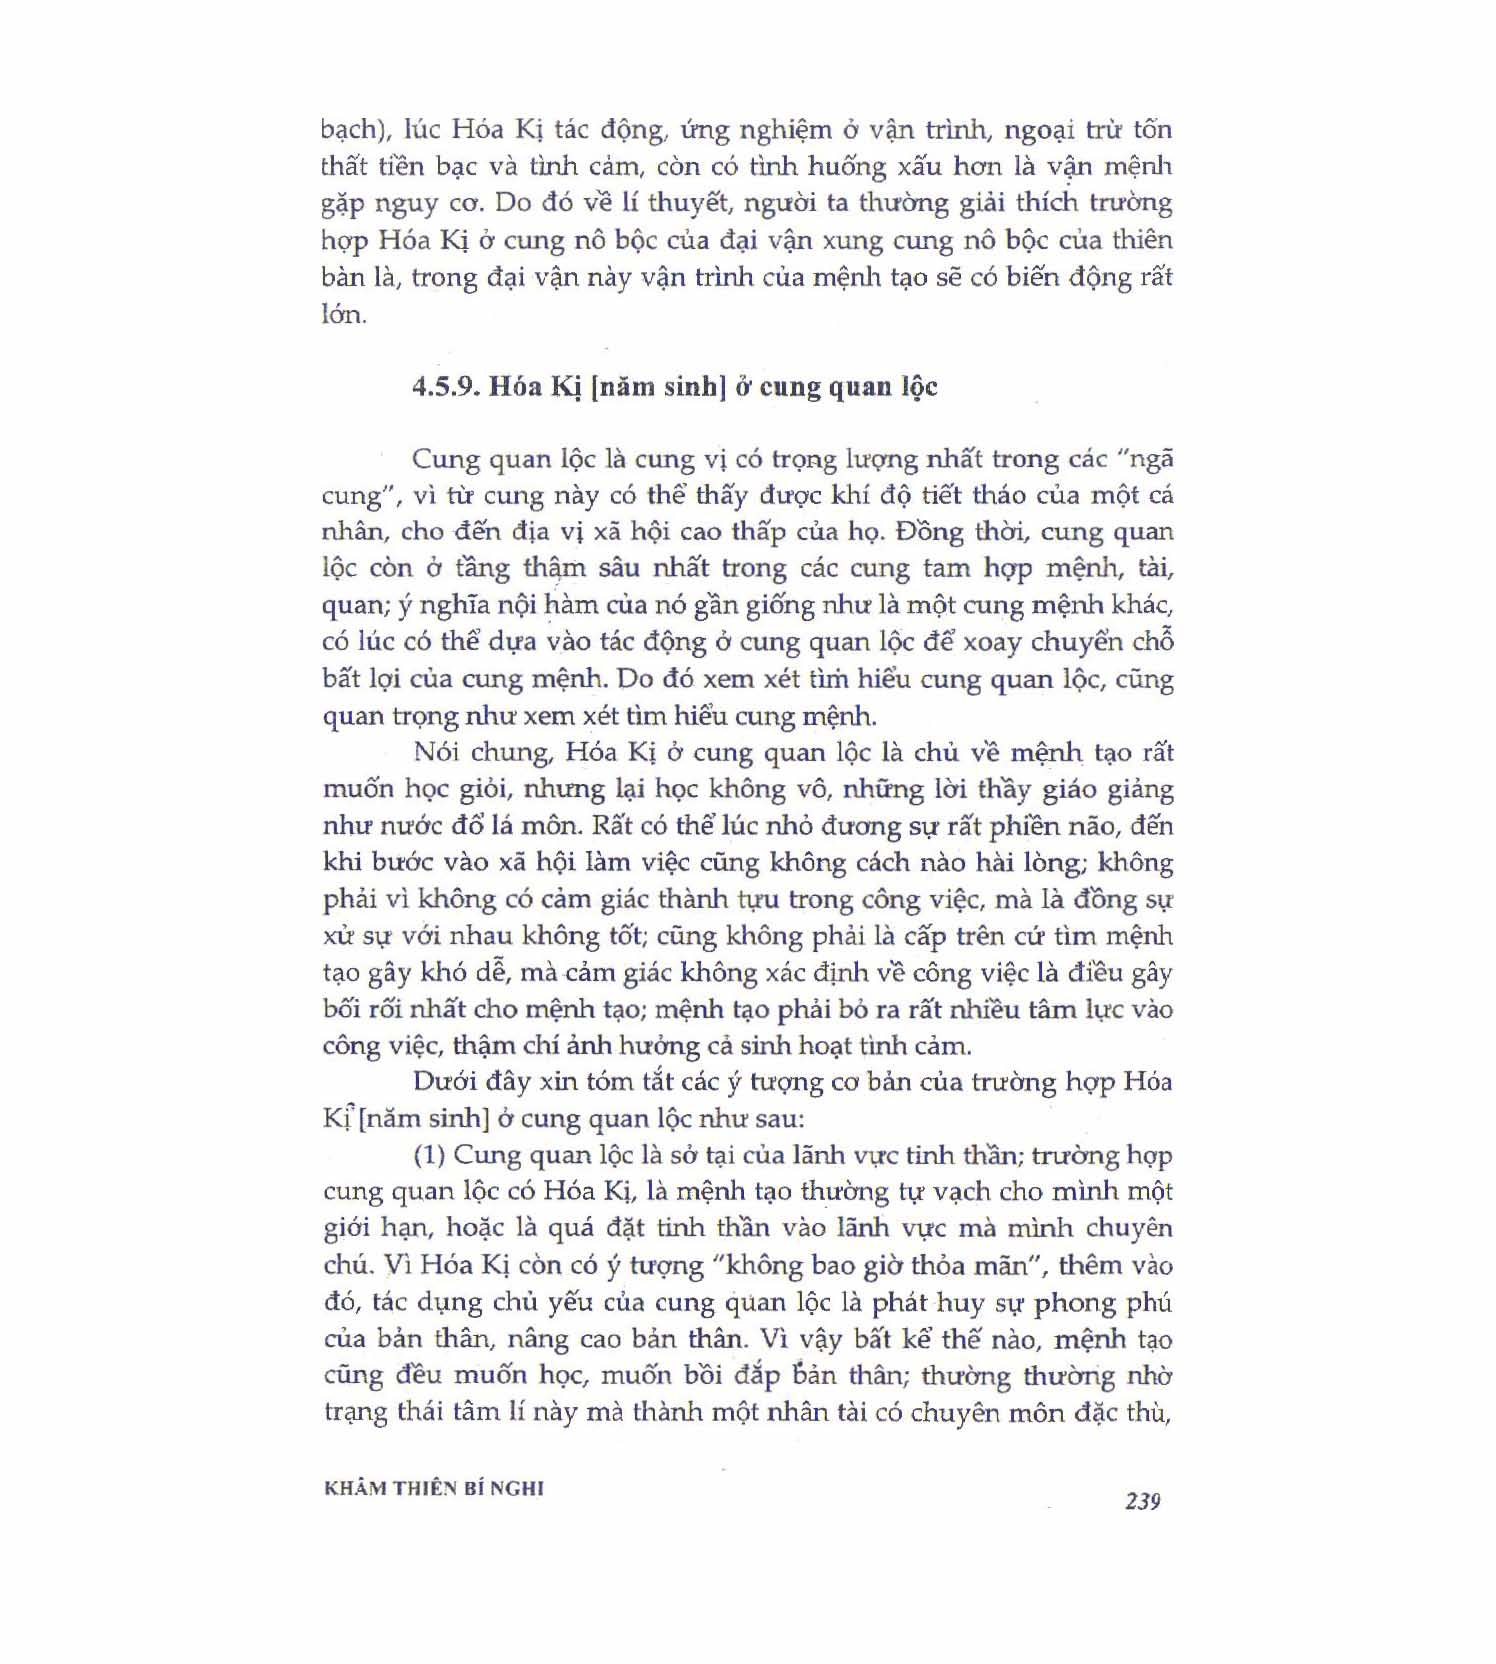 bạch), lúc Hóa Kị tác động, ứng nghiệm ở vận trình, ngoại trừ tổn
thất tiền bạc và tình cảm, còn có tình huống xấu hơn là vận mệnh
gặp nguy cơ. Do đó về lí thuyết, người ta thường giải thích trường
hợp Hóa Kị ở cung nô bộc của đại vận xung cung nô bộc của thiên
bàn là, trong đại vận này vận trình của mệnh tạo sẽ có biến động rất
lớn.
4.5.9. Hóa Kị [năm sinh] ở cung quan lộc
Cung quan lộc là cung vị có trọng lượng nhất trong các "ngã
cung", vì từ cung này có thể thấy được khí độ tiết tháo của một cá
nhân, cho đến địa vị xã hội cao thấp của họ. Đồng thời, cung quan
lộc còn ở tầng thậm sâu nhất trong các cung tam hợp mệnh, tài,
quan; ý nghĩa nội hàm của nó gần giống như là một cung mệnh khác,
có lúc có thể dựa vào tác động ở cung quan lộc để xoay chuyển chỗ
bất lợi của cung mệnh. Do đó xem xét tìm hiểu cung quan lộc, cũng
quan trọng như xem xét tìm hiểu cung mệnh.
Nói chung, Hóa Kị ở cung quan lộc là chủ về mệnh tạo rất
muốn học giỏi, nhưng lại học không vô, những lời thầy giáo giảng
như nước đổ lá môn. Rất có thể lúc nhỏ đương sự rất phiền não, đến
khi bước vào xã hội làm việc cũng không cách nào hài lòng; không
phải vì không có cảm giác thành tựu trong công việc, mà là đồng sự
xử sự với nhau không tốt; cũng không phải là cấp trên cứ tìm mệnh
tạo gây khó dễ, mà cảm giác không xác định về công việc là điều gây
bối rối nhất cho mệnh tạo; mệnh tạo phải bỏ ra rất nhiều tâm lực vào
công việc, thậm chí ảnh hưởng cả sinh hoạt tình cảm.
Dưới đây xin tóm tắt các ý tượng cơ bản của trường hợp Hóa
Kị [năm sinh] ở cung quan lộc như sau:
(1) Cung quan lộc là sở tại của lãnh vực tinh thần; trường hợp
cung quan lộc có Hóa Kị, là mệnh tạo thường tự vạch cho mình một
giới hạn, hoặc là quá đặt tinh thần vào lãnh vực mà mình chuyên
chú. Vì Hóa Kị còn có ý tượng "không bao giờ thỏa mãn", thêm vào
đó, tác dụng chủ yếu của cung quan lộc là phát huy sự phong phú
của bản thân, nâng cao bản thân. Vì vậy bất kể thế nào, mệnh tạo
cũng đều muốn học, muốn bồi đắp bản thân; thường thường nhờ
trạng thái tâm lí này mà thành một nhân tài có chuyên môn đặc thù,
KHÂM THIÊN BÍ NGHI
239